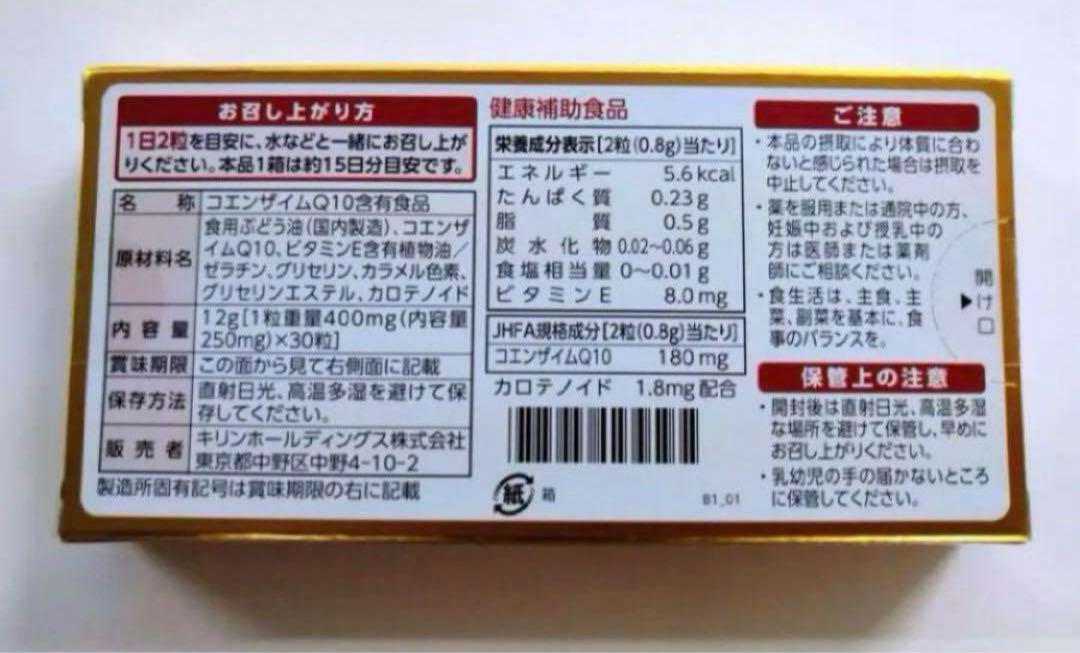 お召し上がり方
1日2粒を目安に、水などと一緒にお召し上が
りください。本品1箱は約15日分目安です。
名 称 コエンザイムQ10含有食品
原材料名 食用ぶどう油(国内製造)、コエンザ
イムQ10、ビタミンE含有植物油/
ゼラチン、グリセリン、カラメル色素、
グリセリンエステル、カロテノイド
内容量 12g[1粒重量400mg(内容量
250mg)×30粒]
賞味期限 この面から見て右側面に記載
保存方法 直射日光、高温多湿を避けて保
存してください。
販売者 キリンホールディングス株式会社
東京都中野区中野4-10-2
製造所固有記号は賞味期限の右に記載
健康補助食品
栄養成分表示[2粒(0.8g)当たり]
エネルギー 5.6kcal
たんぱく質 0.23g
脂質 0.5g
炭水化物 0.02~0.06g
食塩相当量 0~0.01g
ビタミンE 8.0mg
JHFA規格成分[2粒(0.8g)当たり]
コエンザイムQ10 180mg
カロテノイド 1.8mg配合
紙 箱
B1_01
ご注意
・本品の摂取により体質に合わ
ないと感じられた場合は摂取を
中止してください。
・薬を服用または通院中の方、
妊娠中および授乳中の
方は医師または薬剤
師にご相談ください。
・食生活は、主食、主
菜、副菜を基本に、食
事のバランスを。
開
け
口
保管上の注意
・開封後は直射日光、高温多湿
な場所を避けて保管し、早めに
お召し上がりください。
・乳幼児の手の届かないところ
に保管してください。